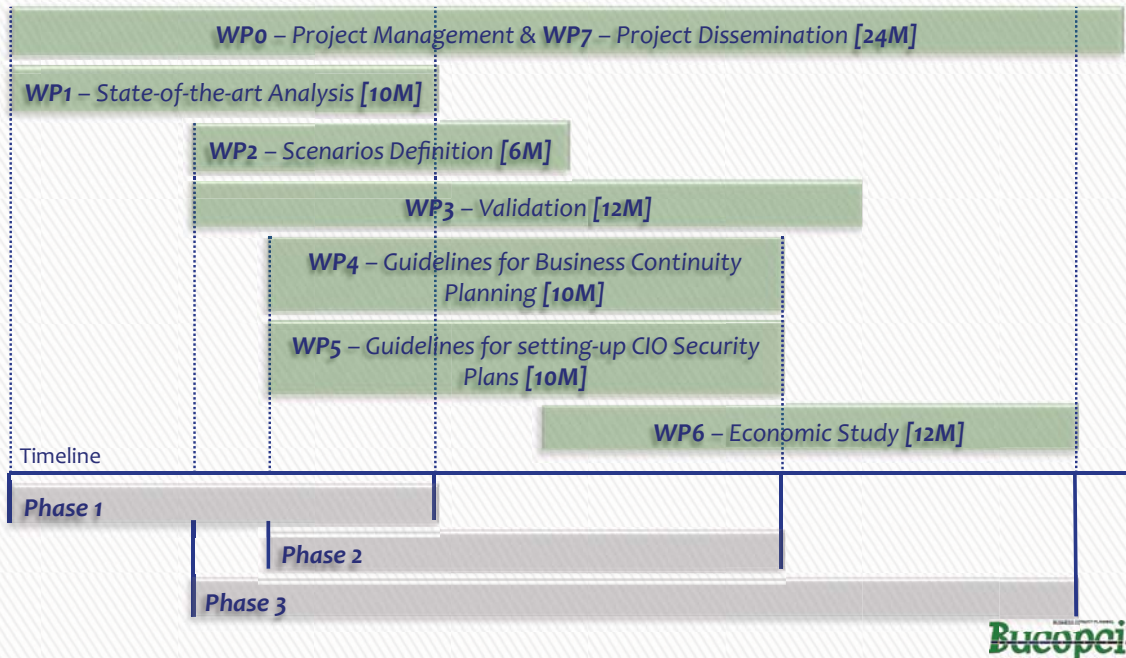 WP0 – Project Management & WP7 – Project Dissemination [24M]
WP1 – State-of-the-art Analysis [10M]
WP2 – Scenarios Definition [6M]
WP3 – Validation [12M]
WP4 – Guidelines for Business Continuity
Planning [10M]
WP5 – Guidelines for setting-up CIO Security
Plans [10M]
WP6 – Economic Study [12M]
Timeline
Phase 1
Phase 2
Phase 3
Bucopci